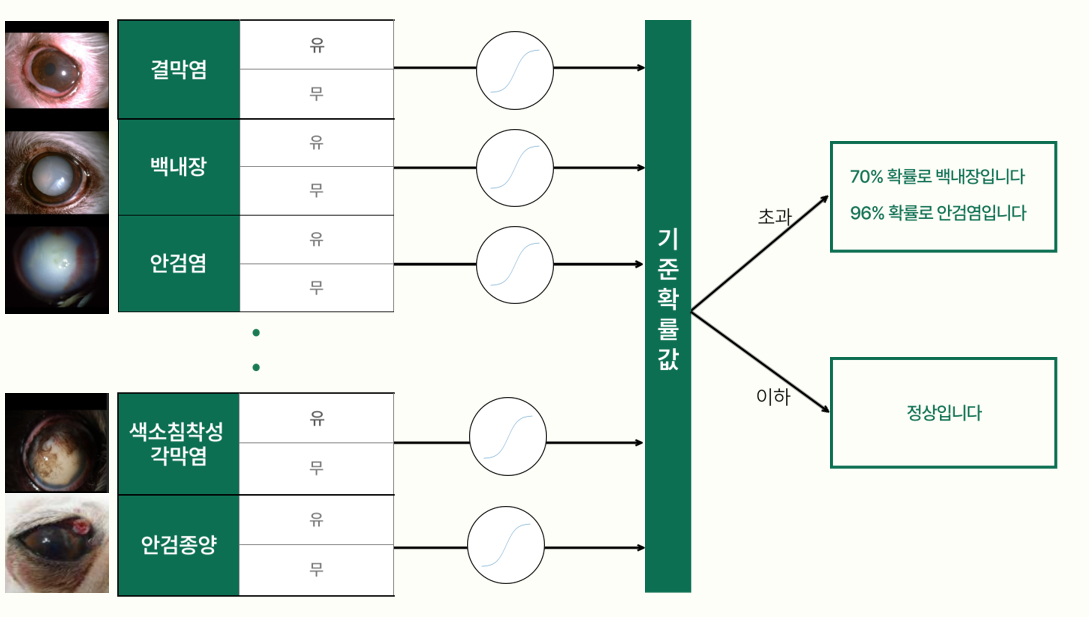 결막염
유
무
백내장
유
무
안검염
유
무
색소침착성
각막염
유
무
안검종양
유
무
기
준
확
률
값
초과
70% 확률로 백내장입니다
96% 확률로 안검염입니다
이하
정상입니다